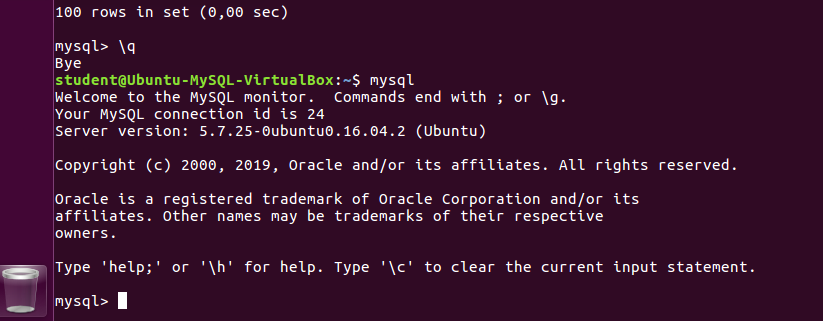 100 rows in set (0,00 sec)
mysql> \q
Bye
student@Ubuntu-MySQL-VirtualBox:~$ mysql
Welcome to the MySQL monitor.  Commands end with ; or \g.
Your MySQL connection id is 24
Server version: 5.7.25-0ubuntu0.16.04.2 (Ubuntu)
Copyright (c) 2000, 2019, Oracle and/or its affiliates. All rights reserved.
Oracle is a registered trademark of Oracle Corporation and/or its
affiliates. Other names may be trademarks of their respective
owners.
Type 'help;' or '\h' for help. Type '\c' to clear the current input statement.
mysql>